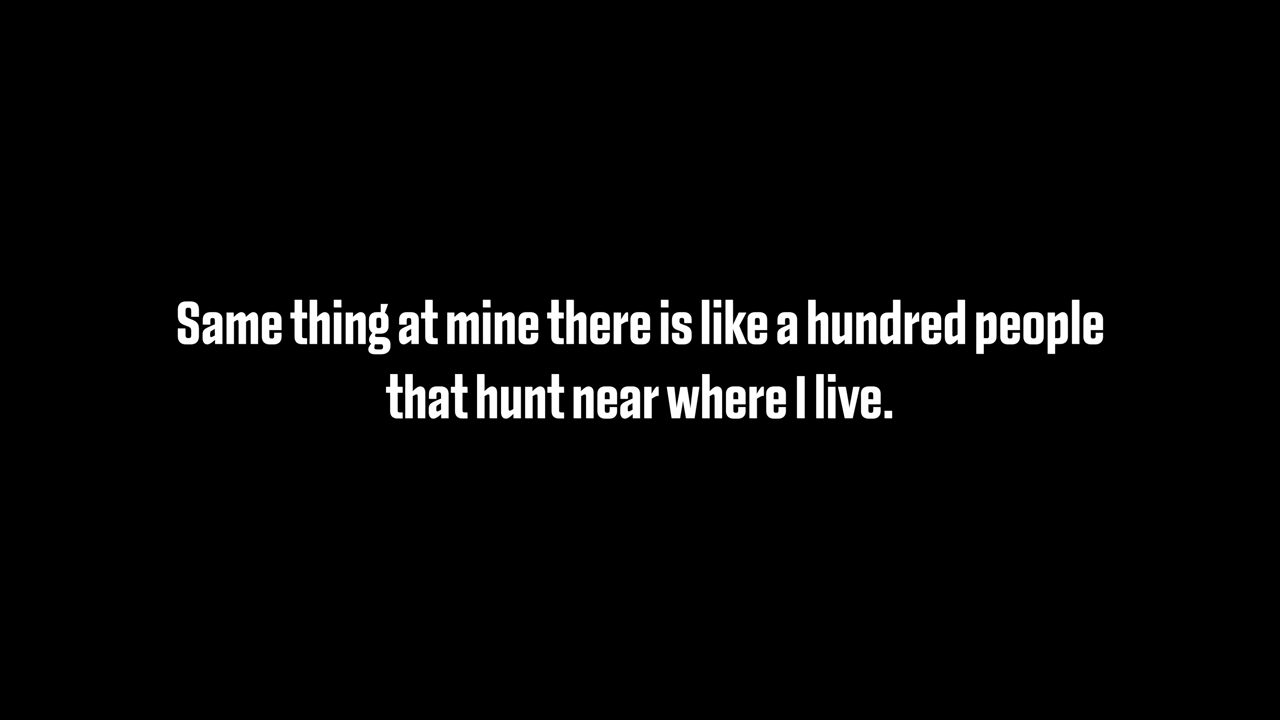 Same thing at mine there is like a hundred people
that hunt near where I live.